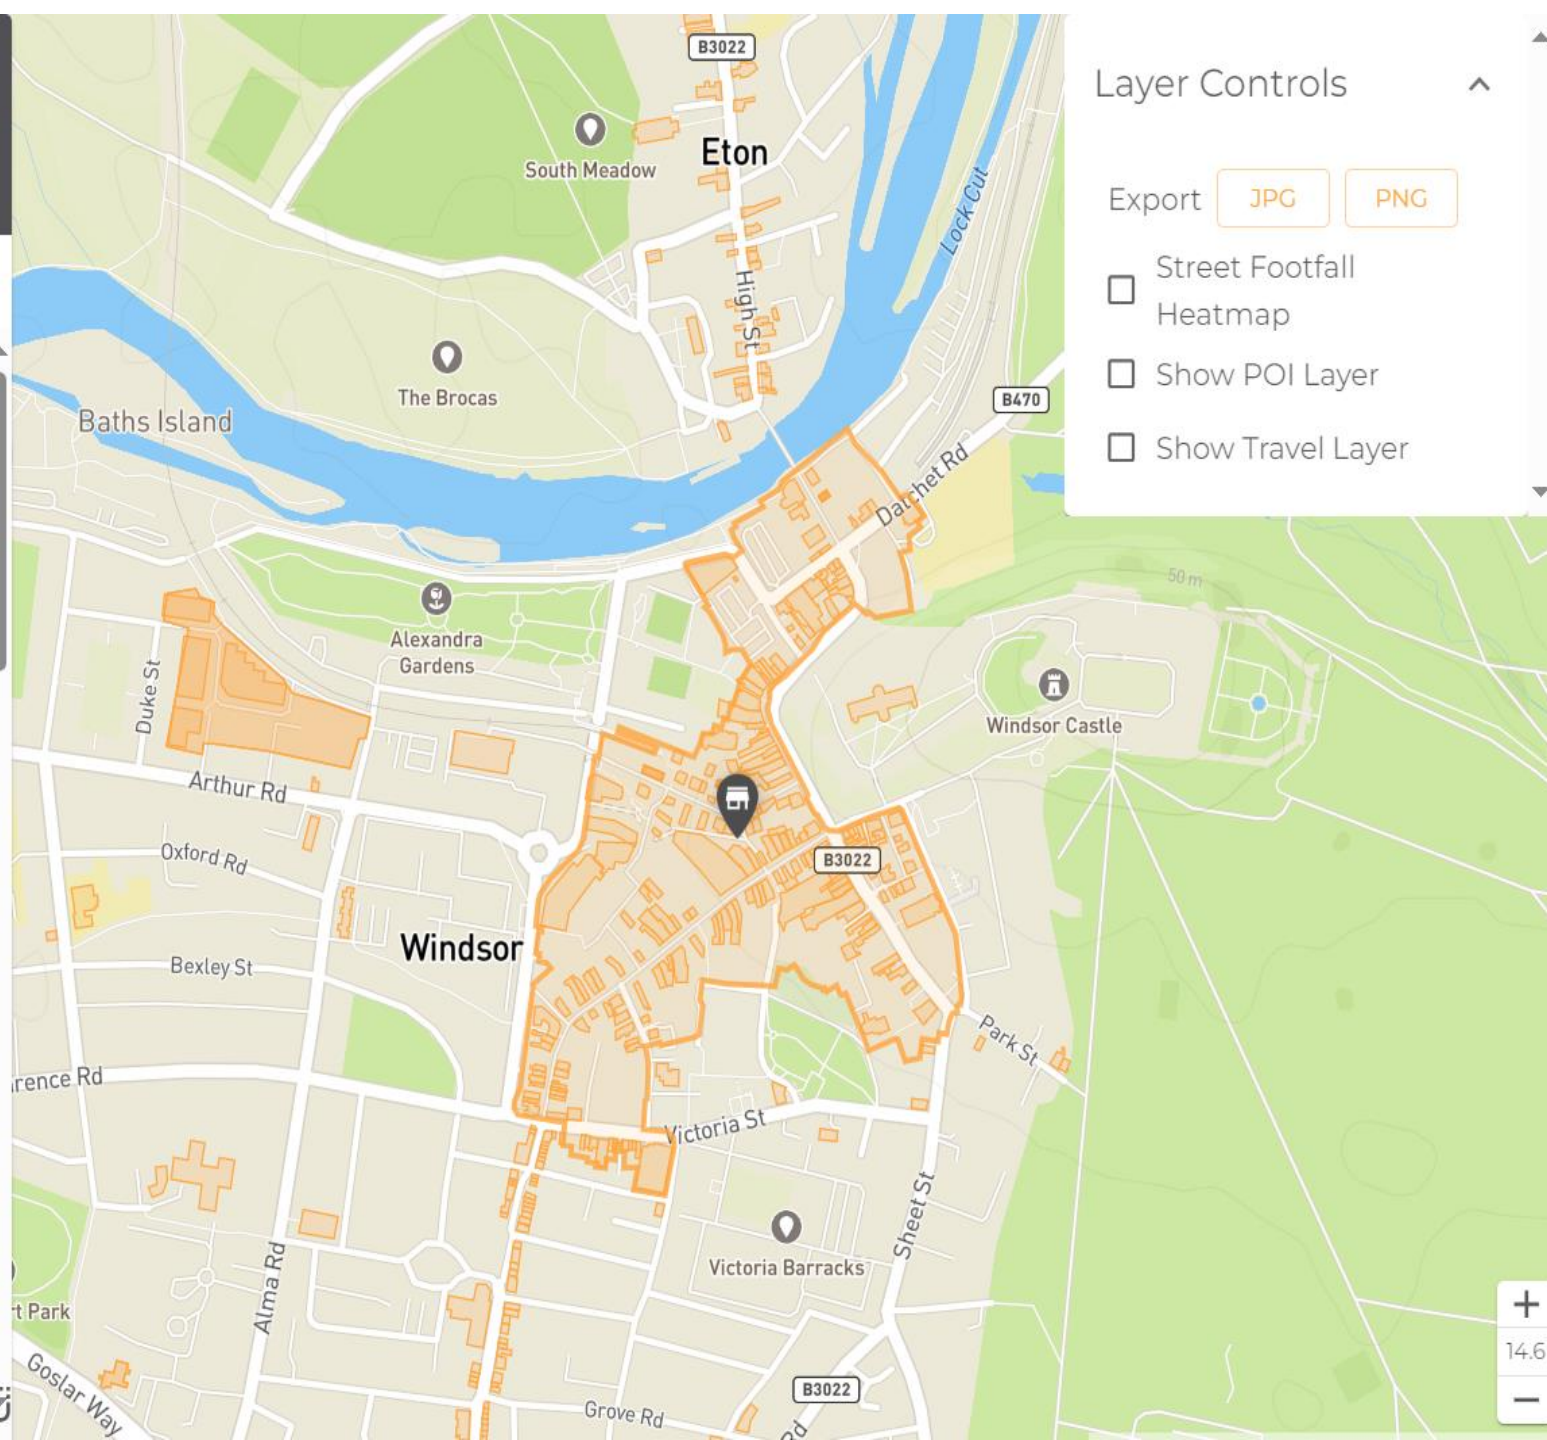 B3022
Layer Controls
Export
JPG
PNG
Street Footfall
Heatmap
Show POI Layer
Show Travel Layer
South Meadow
Eton
Lock Cut
High St
The Brocas
Baths Island
B470
Datchet Rd
50 m
Alexandra
Gardens
Duke St
Windsor Castle
Arthur Rd
Oxford Rd
B3022
Windsor
Bexley St
Park St
rence Rd
Victoria St
Sheet St
Victoria Barracks
Alma Rd
t Park
Goslar Way
Grove Rd
B3022
Rd
+
14.6
−